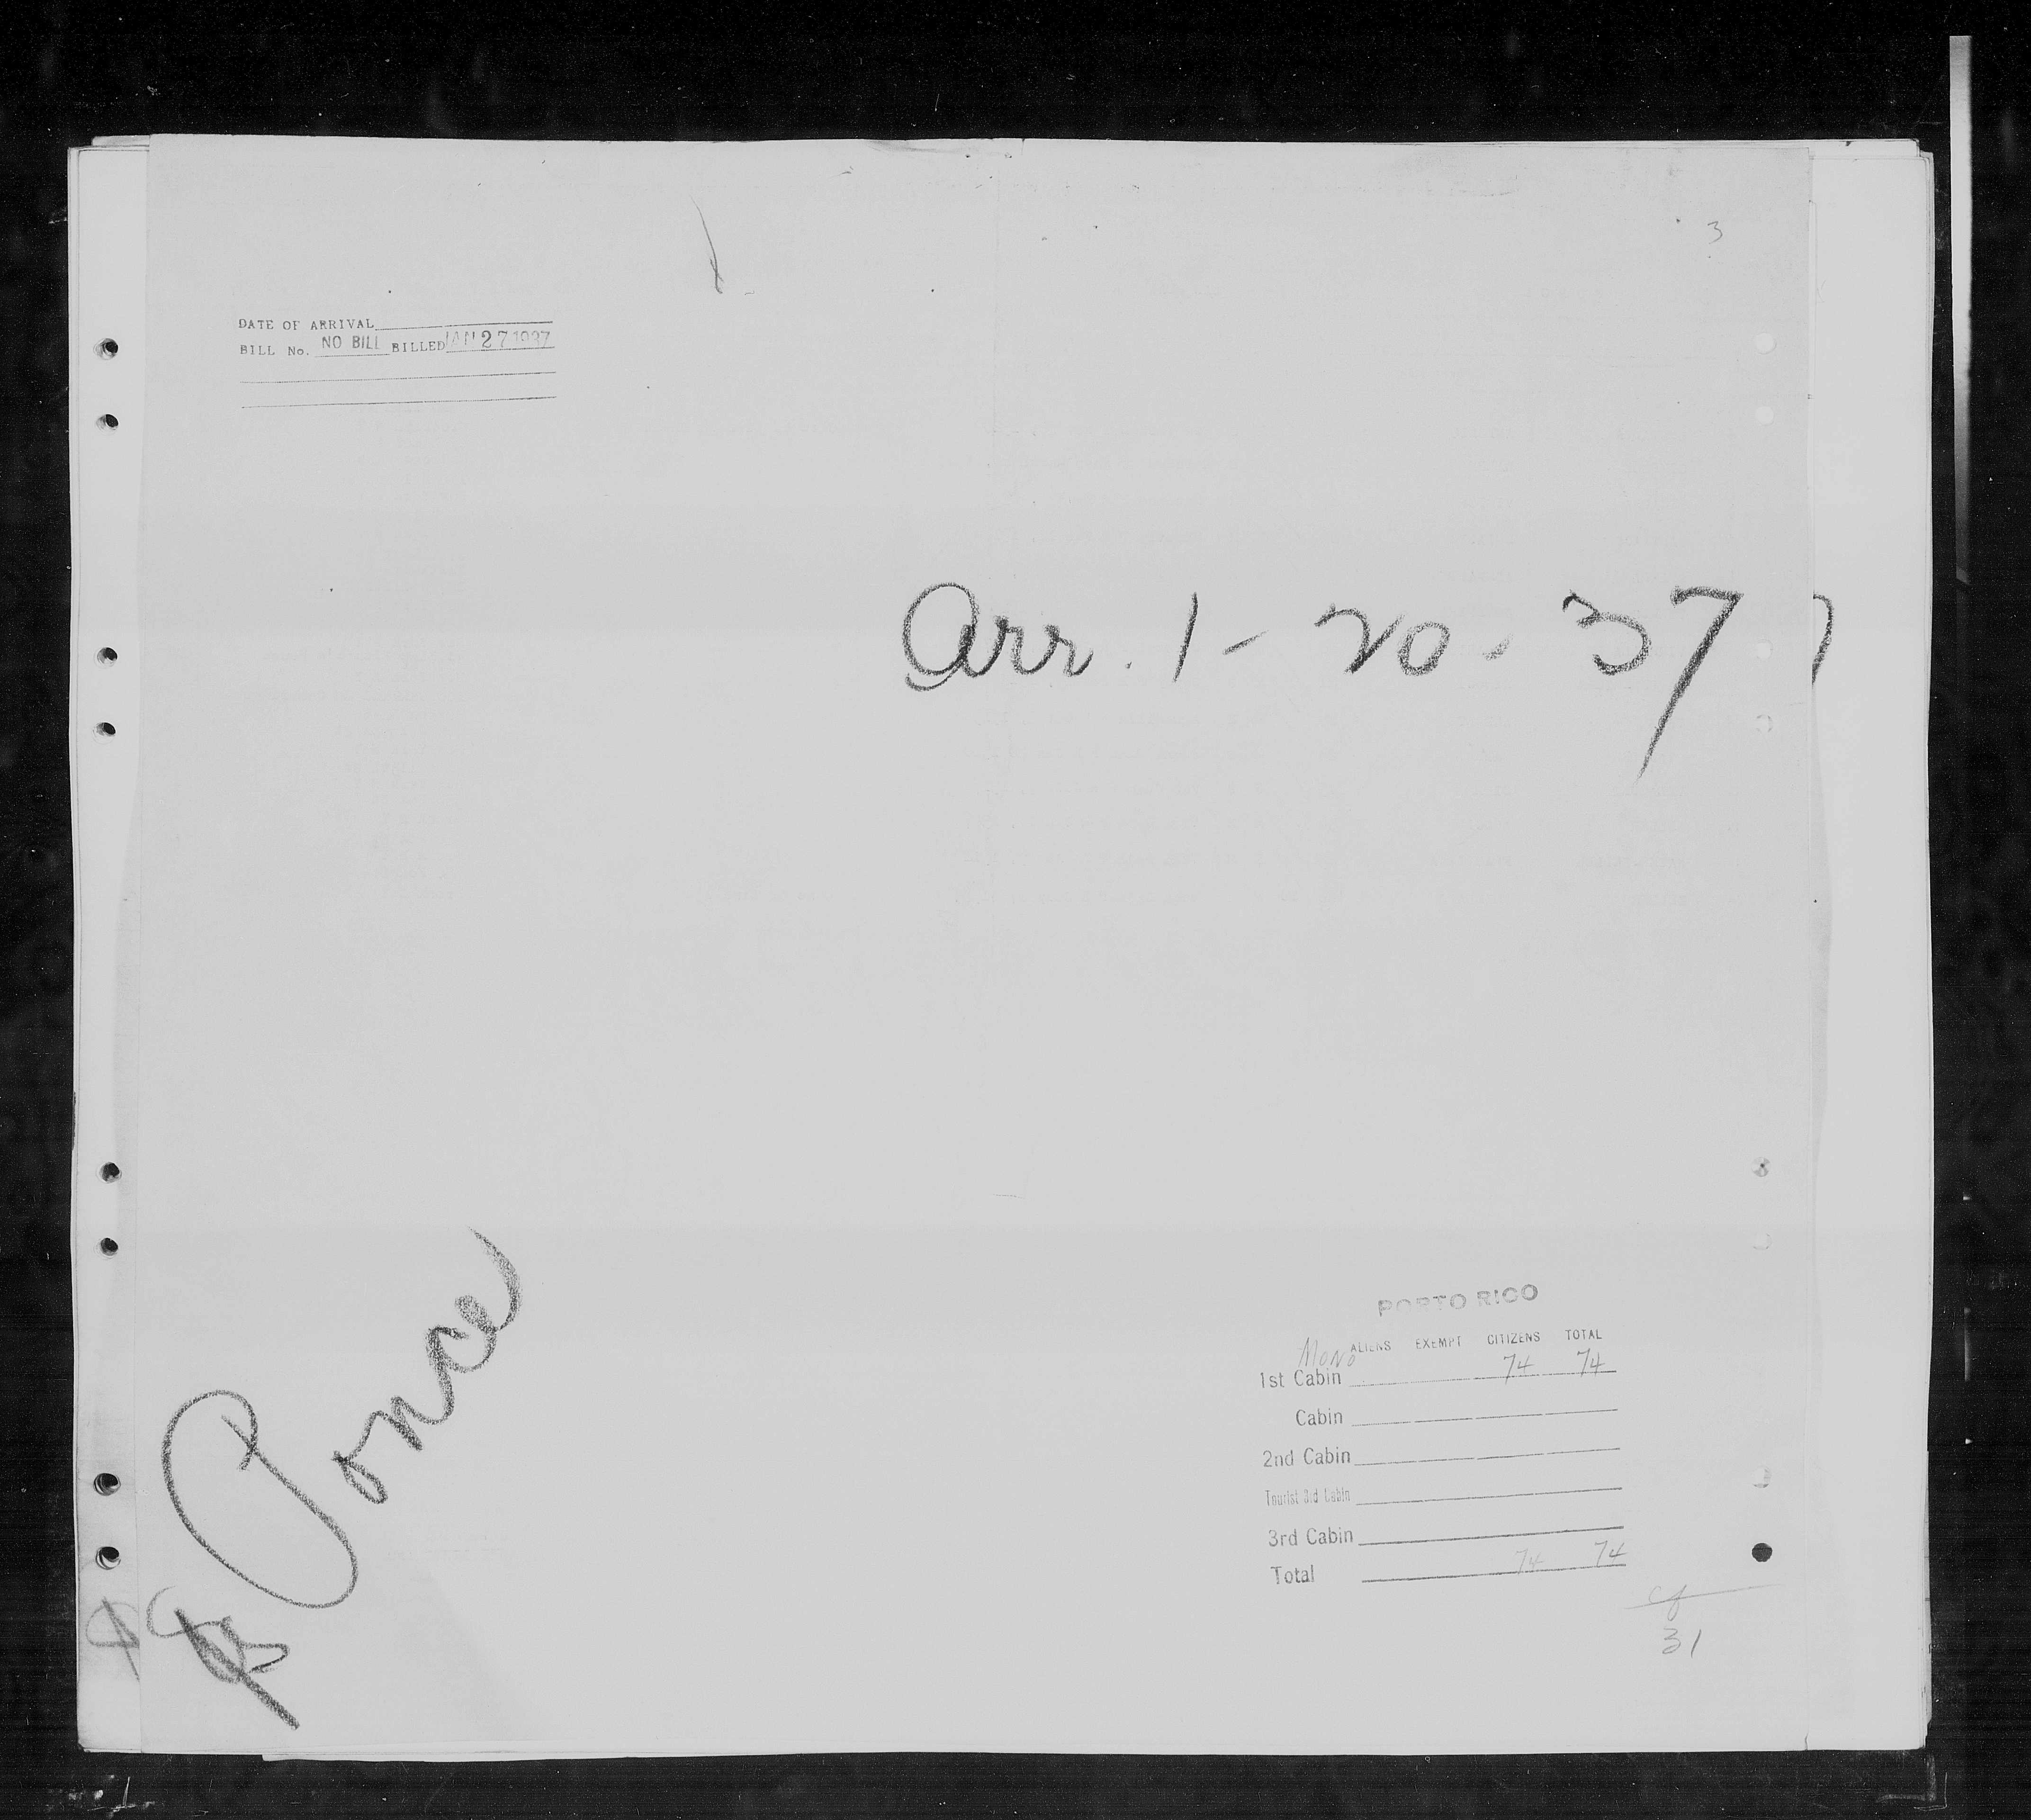 3
DATE OF ARRIVAL
BILL No. NO BILL BILLED JAN 27 1937
Arr. 1-20-37
Ponce
PORTO RICO
ALIENS EXEMPT CITIZENS TOTAL
Mono
1st Cabin 74 74
Cabin
2nd Cabin
Tourist 3rd Cabin
3rd Cabin
Total 74 74
31